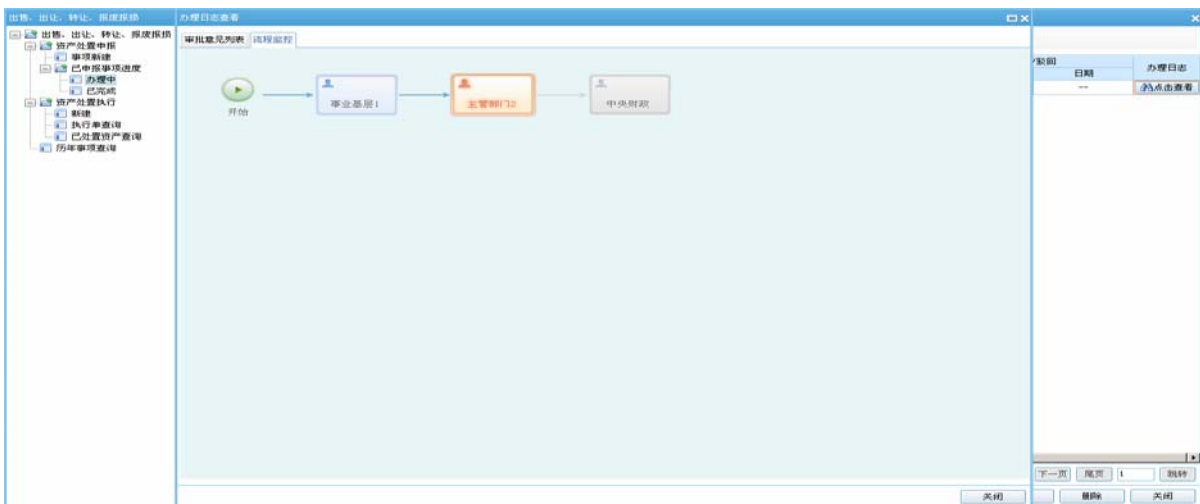 出售、出让、转让、报废报损
出售、出让、转让、报废报损
资产处置申报
事项新建
已申报事项进度
办理中
已完成
资产处置执行
新建
执行单查询
已处置资产查询
历年事项查询
办理日志查看
审批意见列表 流程监控
开始
事业基层1
主管部门2
中央财政
关闭
/驳回
日期
办理日志
--
点击查看
下一页 尾页 1 跳转
删除 关闭